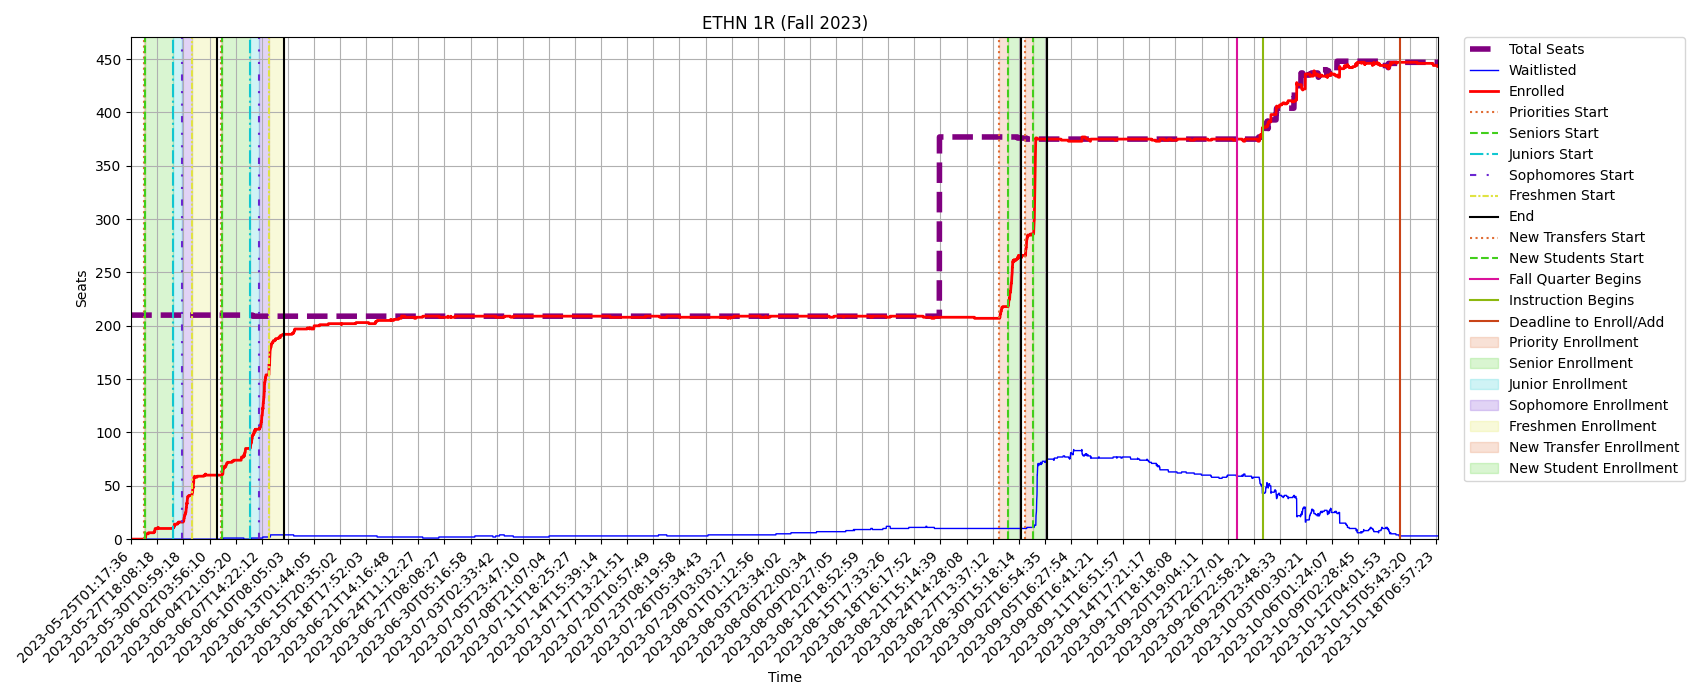 ETHN 1R (Fall 2023)
Seats
450
400
350
300
250
200
150
100
50
0
2023-05-25T01:17:36
2023-05-27T18:08:18
2023-05-30T10:59:18
2023-06-02T03:56:10
2023-06-04T21:05:20
2023-06-07T14:22:12
2023-06-10T08:05:03
2023-06-13T01:44:05
2023-06-15T20:35:02
2023-06-18T17:52:03
2023-06-21T14:16:48
2023-06-24T11:12:27
2023-06-27T08:08:27
2023-06-30T05:16:58
2023-07-03T02:33:42
2023-07-05T23:47:10
2023-07-08T21:07:04
2023-07-11T18:25:27
2023-07-14T15:39:14
2023-07-17T13:21:51
2023-07-20T10:57:49
2023-07-23T08:19:58
2023-07-26T05:34:43
2023-07-29T03:03:27
2023-08-01T01:12:56
2023-08-03T23:34:02
2023-08-06T22:00:34
2023-08-09T20:27:05
2023-08-12T18:52:59
2023-08-15T17:33:26
2023-08-18T16:17:52
2023-08-21T15:14:39
2023-08-24T14:28:08
2023-08-27T13:37:12
2023-08-30T15:18:14
2023-09-02T16:54:35
2023-09-05T16:27:54
2023-09-08T16:41:21
2023-09-11T16:51:57
2023-09-14T17:21:17
2023-09-17T18:18:08
2023-09-20T19:04:11
2023-09-23T22:27:01
2023-09-26T22:58:21
2023-09-29T23:48:33
2023-10-03T00:30:21
2023-10-06T01:24:07
2023-10-09T02:28:45
2023-10-12T04:01:53
2023-10-15T05:43:20
2023-10-18T06:57:23
Time
Total Seats
Waitlisted
Enrolled
Priorities Start
Seniors Start
Juniors Start
Sophomores Start
Freshmen Start
End
New Transfers Start
New Students Start
Fall Quarter Begins
Instruction Begins
Deadline to Enroll/Add
Priority Enrollment
Senior Enrollment
Junior Enrollment
Sophomore Enrollment
Freshmen Enrollment
New Transfer Enrollment
New Student Enrollment